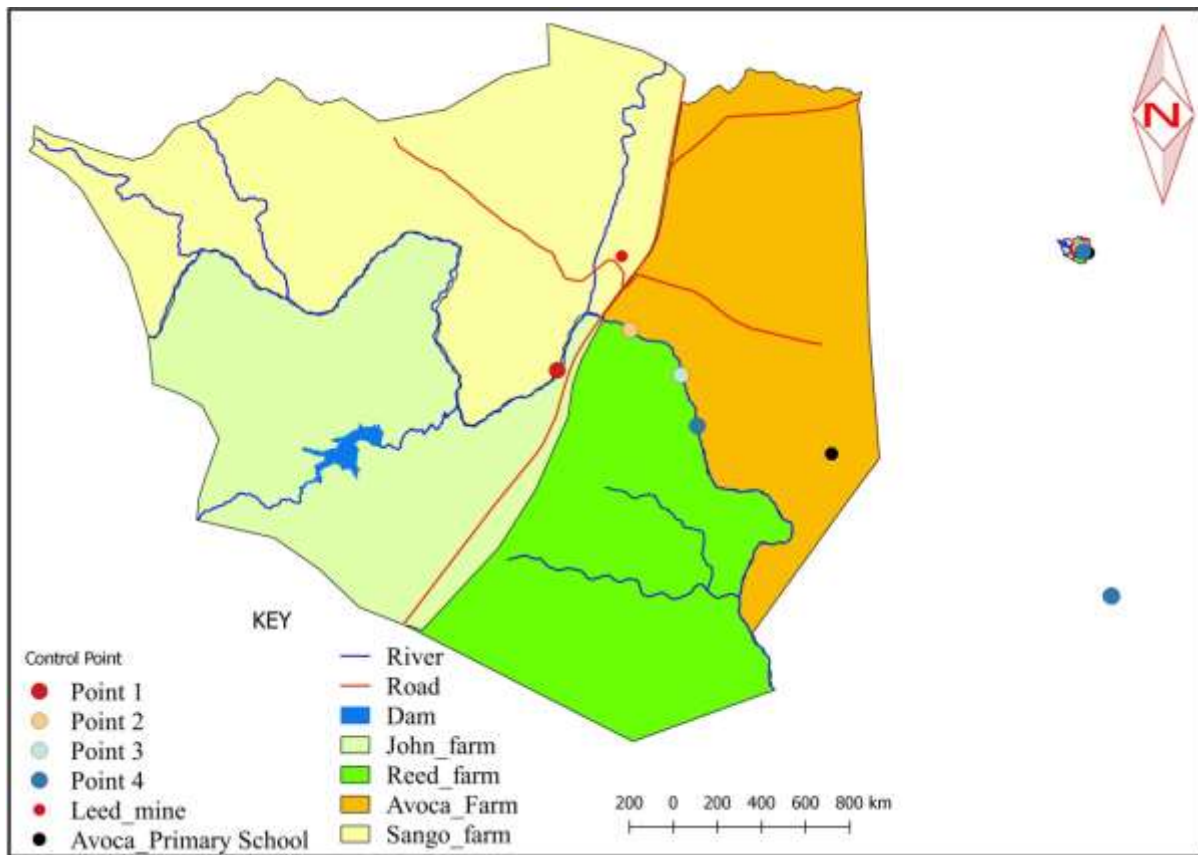 N
KEY
Control Point
Point 1
Point 2
Point 3
Point 4
Leed_mine
Avoca_Primary School
River
Road
Dam
John_farm
Reed_farm
Avoca_Farm
Sango_farm
200 0 200 400 600 800 km